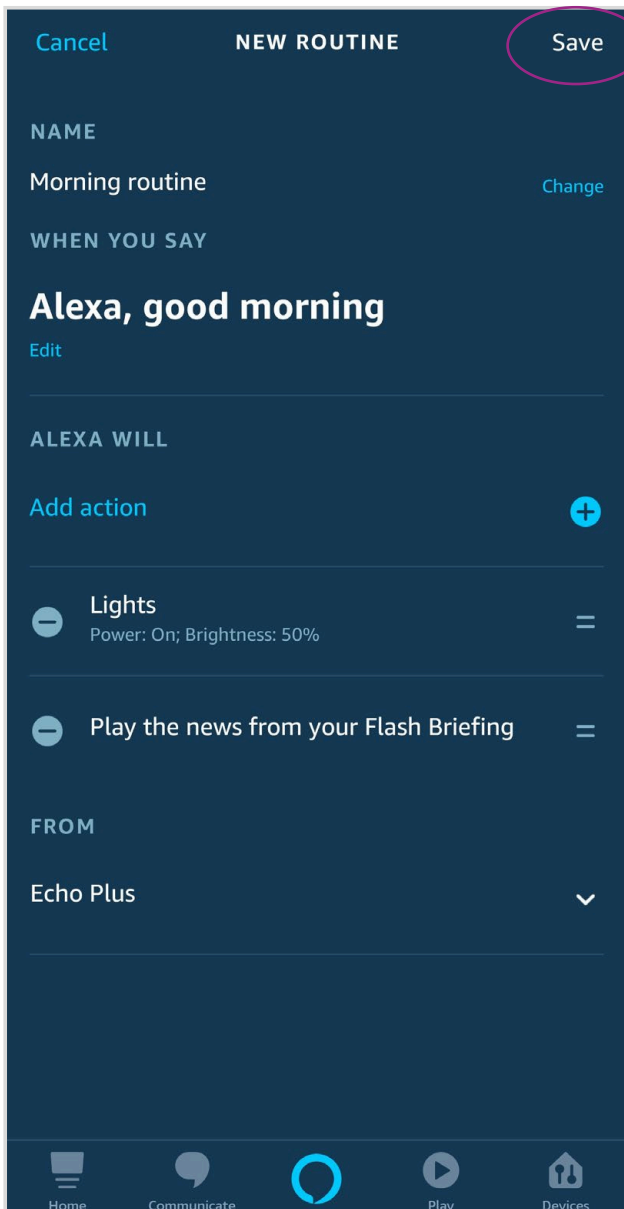 Cancel NEW ROUTINE Save
NAME
Morning routine Change
WHEN YOU SAY
Alexa, good morning
Edit
ALEXA WILL
Add action
Lights
Power: On; Brightness: 50%
Play the news from your Flash Briefing
FROM
Echo Plus
Home Communicate Play Devices